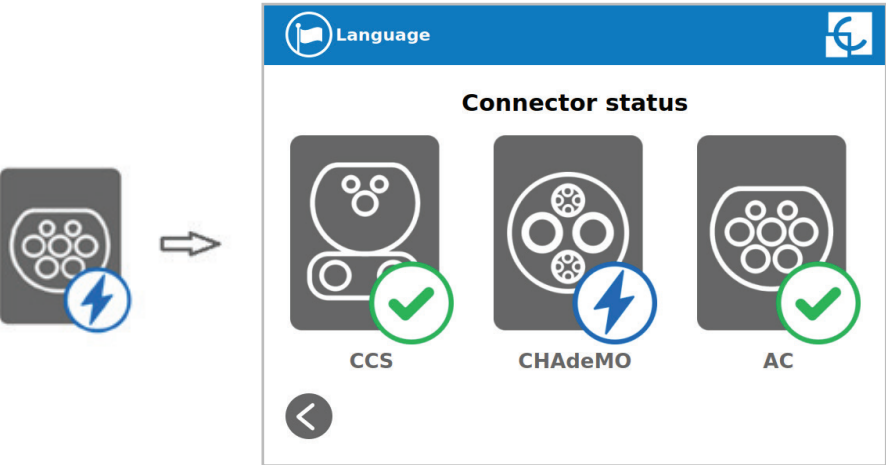 Language
Connector status
CCS
CHAdeMO
AC